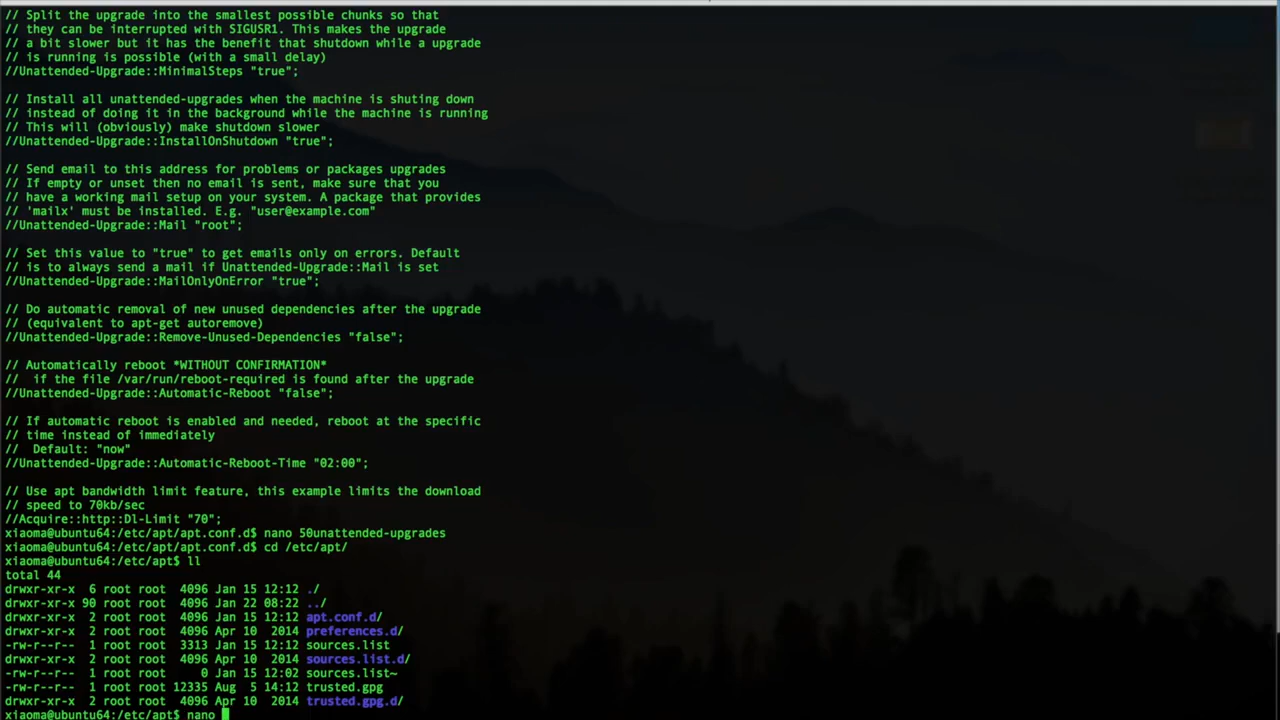 // Split the upgrade into the smallest possible chunks so that
// they can be interrupted with SIGUSR1. This makes the upgrade
// a bit slower but it has the benefit that shutdown while a upgrade
// is running is possible (with a small delay)
//Unattended-Upgrade::MinimalSteps "true";
// Install all unattended-upgrades when the machine is shuting down
// instead of doing it in the background while the machine is running
// This will (obviously) make shutdown slower
//Unattended-Upgrade::InstallOnShutdown "true";
// Send email to this address for problems or packages upgrades
// If empty or unset then no email is sent, make sure that you
// have a working mail setup on your system. A package that provides
// 'mailx' must be installed. E.g. "user@example.com"
//Unattended-Upgrade::Mail "root";
// Set this value to "true" to get emails only on errors. Default
// is to always send a mail if Unattended-Upgrade::Mail is set
//Unattended-Upgrade::MailOnlyOnError "true";
// Do automatic removal of new unused dependencies after the upgrade
// (equivalent to apt-get autoremove)
//Unattended-Upgrade::Remove-Unused-Dependencies "false";
// Automatically reboot *WITHOUT CONFIRMATION*
//  if the file /var/run/reboot-required is found after the upgrade
//Unattended-Upgrade::Automatic-Reboot "false";
// If automatic reboot is enabled and needed, reboot at the specific
// time instead of immediately
//  Default: "now"
//Unattended-Upgrade::Automatic-Reboot-Time "02:00";
// Use apt bandwidth limit feature, this example limits the download
// speed to 70kb/sec
//Acquire::http::Dl-Limit "70";
xiaoma@ubuntu64:/etc/apt/apt.conf.d$ nano 50unattended-upgrades
xiaoma@ubuntu64:/etc/apt/apt.conf.d$ cd /etc/apt/
xiaoma@ubuntu64:/etc/apt$ ll
total 44
drwxr-xr-x  6 root root  4096 Jan 15 12:12 ./
drwxr-xr-x 90 root root  4096 Jan 22 08:22 ../
drwxr-xr-x  2 root root  4096 Jan 15 12:12 apt.conf.d/
drwxr-xr-x  2 root root  4096 Apr 10  2014 preferences.d/
-rw-r--r--  1 root root  3313 Jan 15 12:12 sources.list
drwxr-xr-x  2 root root  4096 Apr 10  2014 sources.list.d/
-rw-r--r--  1 root root     0 Jan 15 12:02 sources.list~
-rw-r--r--  1 root root 12335 Aug  5 14:12 trusted.gpg
drwxr-xr-x  2 root root  4096 Apr 10  2014 trusted.gpg.d/
xiaoma@ubuntu64:/etc/apt$ nano